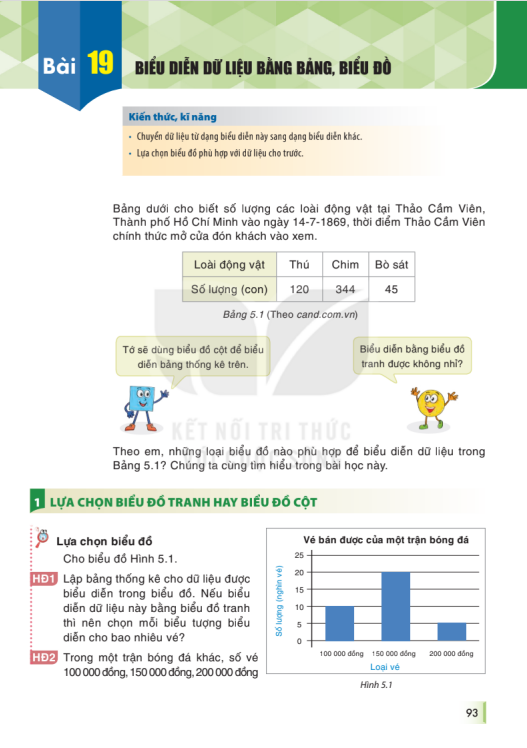 Bài 19 BIỂU DIỄN DỮ LIỆU BẰNG BẢNG, BIỂU ĐỒ
Kiến thức, kĩ năng
• Chuyển dữ liệu từ dạng biểu diễn này sang dạng biểu diễn khác.
• Lựa chọn biểu đồ phù hợp với dữ liệu cho trước.
Bảng dưới cho biết số lượng các loài động vật tại Thảo Cầm Viên,
Thành phố Hồ Chí Minh vào ngày 14-7-1869, thời điểm Thảo Cầm Viên
chính thức mở cửa đón khách vào xem.
Loài động vật Thú Chim Bò sát
Số lượng (con) 120 344 45
Bảng 5.1 (Theo cand.com.vn)
Tớ sẽ dùng biểu đồ cột để biểu
diễn bảng thống kê trên.
Biểu diễn bằng biểu đồ
tranh được không nhỉ?
KẾT NỐI TRI THỨC
Theo em, những loại biểu đồ nào phù hợp để biểu diễn dữ liệu trong
Bảng 5.1? Chúng ta cùng tìm hiểu trong bài học này.
1 LỰA CHỌN BIỂU ĐỒ TRANH HAY BIỂU ĐỒ CỘT
Lựa chọn biểu đồ
Cho biểu đồ Hình 5.1.
HĐ1 Lập bảng thống kê cho dữ liệu được
biểu diễn trong biểu đồ. Nếu biểu
diễn dữ liệu này bằng biểu đồ tranh
thì nên chọn mỗi biểu tượng biểu
diễn cho bao nhiêu vé?
HĐ2 Trong một trận bóng đá khác, số vé
100 000 đồng, 150 000 đồng, 200 000 đồng
Vé bán được của một trận bóng đá
Số lượng (nghìn vé)
25
20
15
10
5
0
100 000 đồng 150 000 đồng 200 000 đồng
Loại vé
Hình 5.1
93